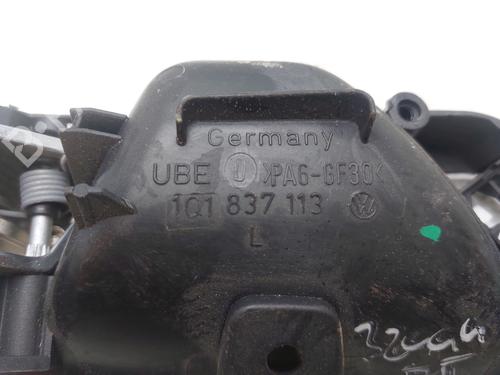 Germany
UBE D >PA6-GF30<
1Q1 837 113
L